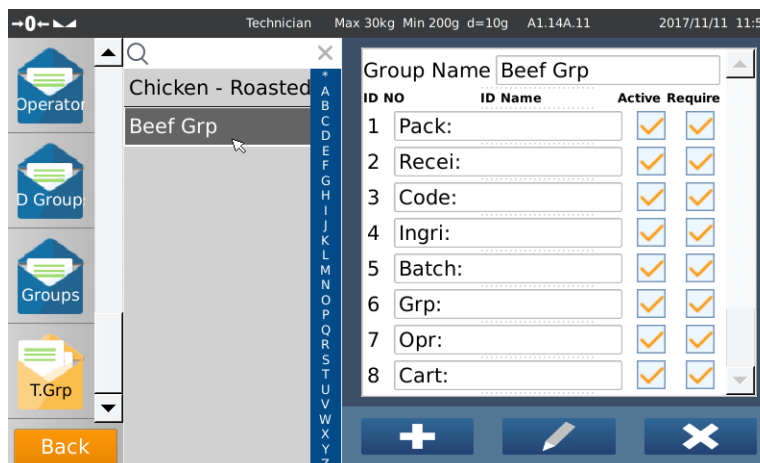 →0← Technician Max 30kg Min 200g d=10g A1.14A.11 2017/11/11 11:5
Operator
D Group
Groups
T.Grp
Back
Chicken - Roasted
Beef Grp
*
A
B
C
D
E
F
G
H
I
J
K
L
M
N
O
P
Q
R
S
T
U
V
W
X
Y
Z
Group Name Beef Grp
ID NO ID Name Active Require
1 Pack:
2 Recei:
3 Code:
4 Ingri:
5 Batch:
6 Grp:
7 Opr:
8 Cart: